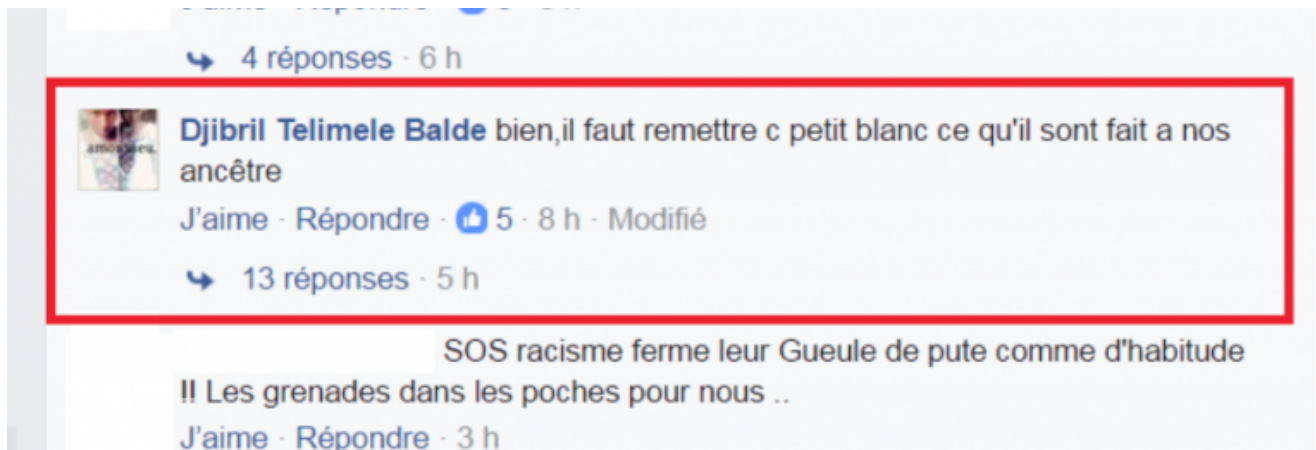 4 réponses · 6 h
Djibril Telimele Balde bien,il faut remettre c petit blanc ce qu'il sont fait a nos
ancêtre
J'aime · Répondre · 5 · 8 h · Modifié
13 réponses · 5 h
SOS racisme ferme leur Gueule de pute comme d'habitude
!! Les grenades dans les poches pour nous ..
J'aime · Répondre · 3 h